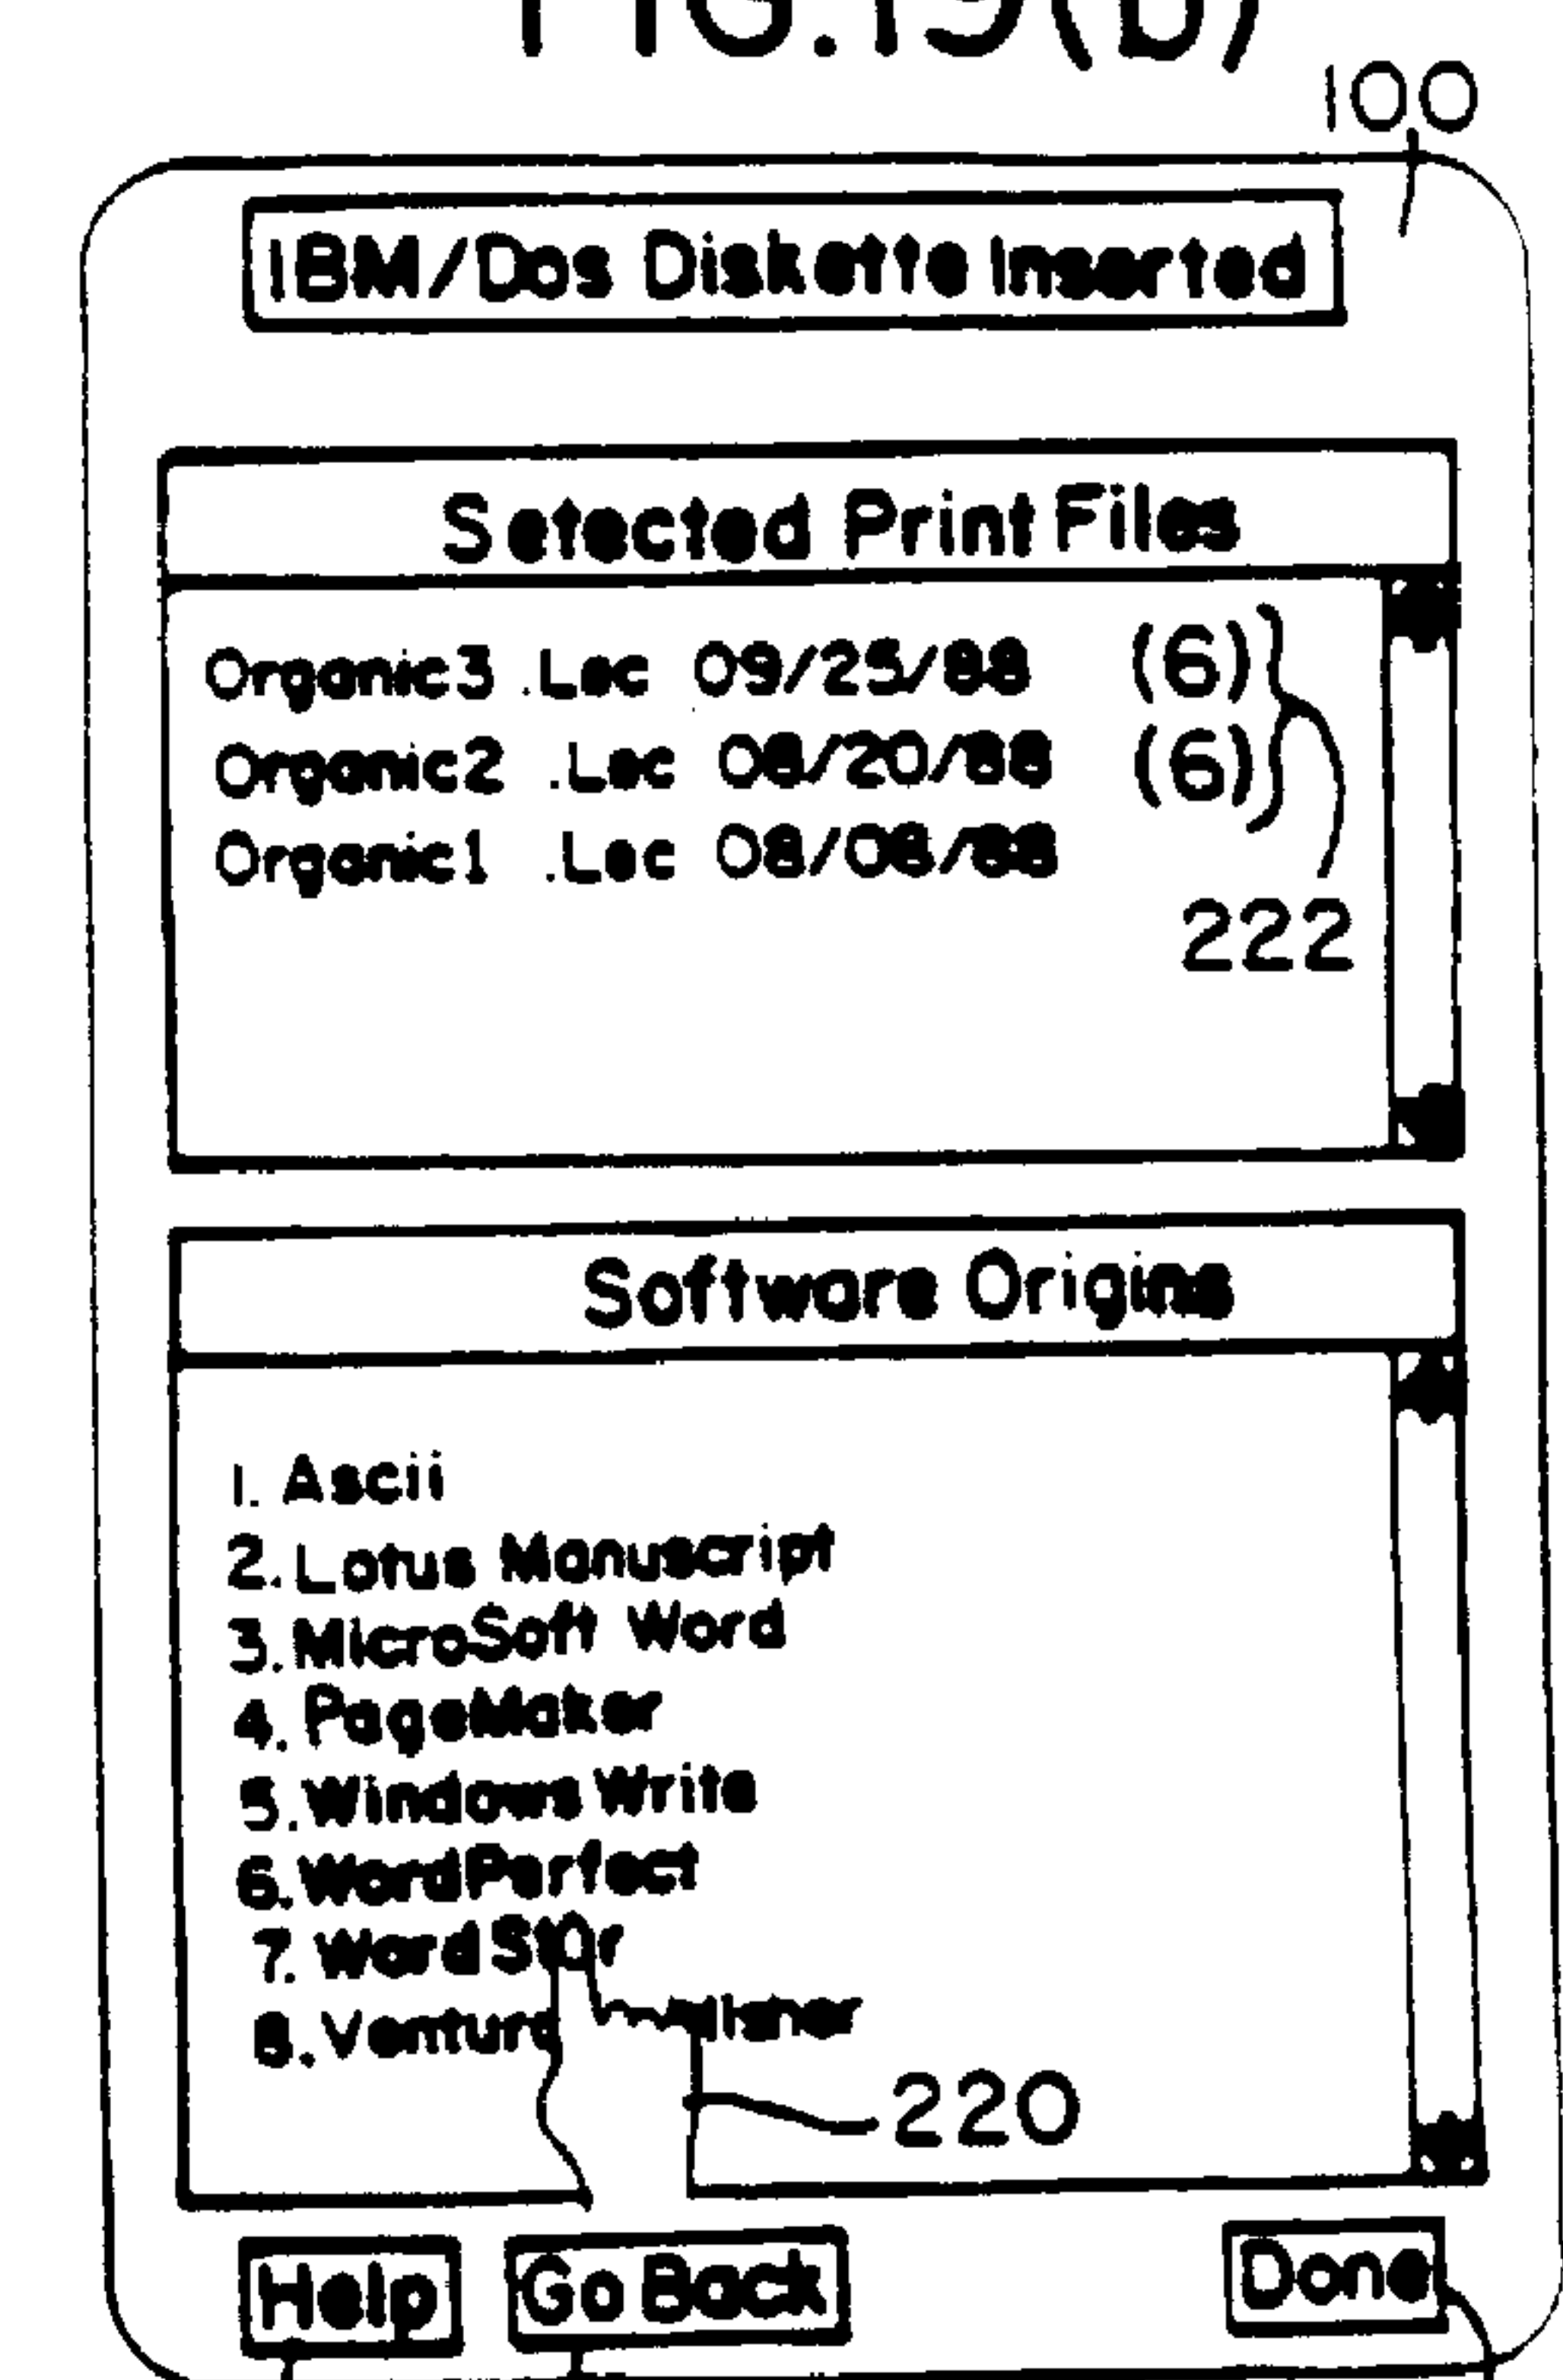 FIG.19(b)
100
IBM/Dos Diskette Inserted
Selected Print Files
Organic3 .Lec 09/25/88 (6)
Organic2 .Lec 08/20/88 (6)
Organic1 .Lec 08/08/88
222
Software Origins
1. Ascii
2. Lotus Manuscript
3. MicroSoft Word
4. PageMaker
5. Windows Write
6. WordPerfect
7. WordStar
8. Ventura
220
Help Go Back Done